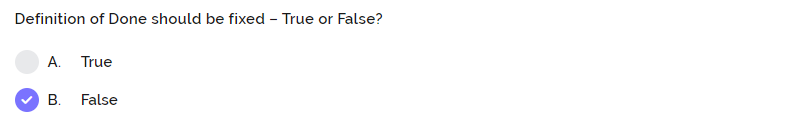 Definition of Done should be fixed – True or False?
A. True
B. False